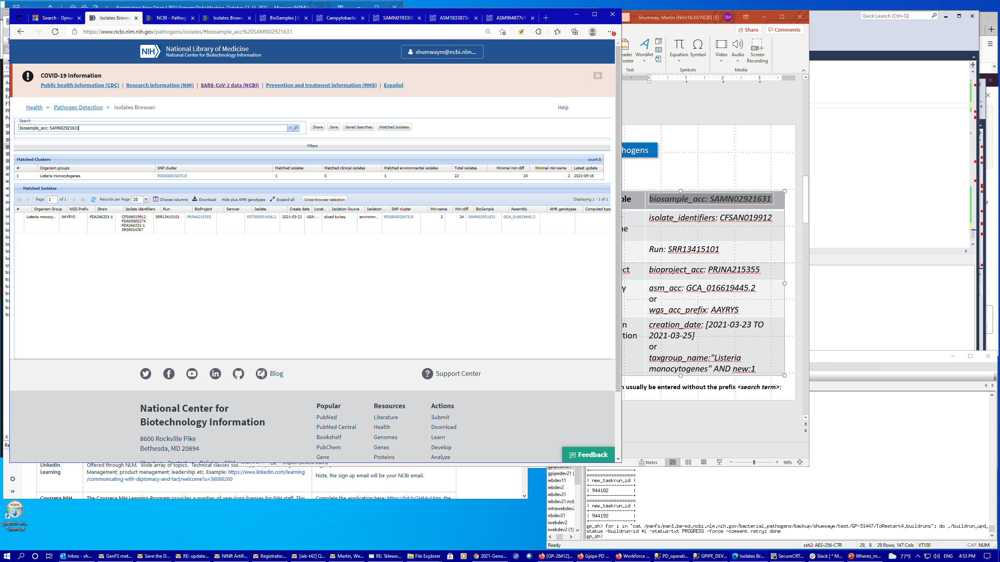 Search - Dynan
Isolates Browse
NCBI - Pathoge
Isolates Browse
BioSamples | C
Campylobacter
SAMN0193308
ASM1833873v
ASM964877v1
https://www.ncbi.nlm.nih.gov/pathogens/isolates/#biosample_acc:%20SAMN02921631
NIH
National Library of Medicine
National Center for Biotechnology Information
shumwaym@ncbi.nlm...
COVID-19 Information
Public health information (CDC) | Research information (NIH) | SARS-CoV-2 data (NCBI) | Prevention and treatment information (HHS) | Español
Health > Pathogen Detection > Isolates Browser
Help
Search
biosample_acc: SAMN02921631
Share Save Saved Searches Watched Isolates
Filters
Matched Clusters
count:1
# Organism groups SNP cluster Matched isolates Matched clinical isolates Matched environmental isolates Total isolates Minimal min-diff Minimal min-same Latest update
1 Listeria monocytogenes PDS000025475.8 1 0 1 22 24 2 2021-09-18
Matched Isolates
Page 1 of 1 Records per Page 20 Choose columns Download Hide plus AMR genotypes Expand all Cross-browser selection Displaying 1 - 1 of 1
# Organism Group WGS Prefix Strain Isolate identifiers Run BioProject Serovar Isolate Create date Locat... Isolation Source Isolation ... SNP cluster Min-same Min-diff BioSample Assembly AMR genotypes Computed type
Listeria monocy... AAYRYS FDA266331-1 CFSAN019912 SRR13415101 PRJNA215355 PDT000931436.2 2021-03-23 USA: ... sliced turkey environm... PDS000025475.8 2 24 SAMN02921631 GCA_016619445.2
FDA00005374
FDA266331-1
SRS8014367
Blog
Support Center
National Center for
Biotechnology Information
8600 Rockville Pike
Bethesda, MD 20894
Popular
PubMed
PubMed Central
Bookshelf
PubChem
Gene
Resources
Literature
Health
Genomes
Genes
Proteins
Actions
Submit
Download
Learn
Develop
Analyze
Feedback
Shumway, Martin (NIH/NLM/NCBI) [E] SM
Share
Comments
Quick Launch (Ctrl+Q)
eader
Footer
WordArt
Equation
Symbol
Video
Audio
Screen
Recording
Text
Symbols
Media
1 2 3
hogens
ple
biosample_acc: SAMN02921631
isolate_identifiers: CFSAN019912
ne
Run: SRR13415101
ct
bioproject_acc: PRJNA215355
y
asm_acc: GCA_016619445.2
or
wgs_acc_prefix: AAYRYS
n
tion
creation_date: [2021-03-23 TO
2021-03-25]
or
taxgroup_name:"Listeria
monocytogenes" AND new:1
n usually be entered without the prefix <search term>:
Notes
98%
LinkedIn
Learning
Management; product management; leadership etc. Example: https://www.linkedin.com/learning
/communicating-with-diplomacy-and-tact/welcome?u=36086260
Note, the sign up email will be your NCBI email.
Coursera NIH
The Coursera NIH Learning Program provides a number of year-long licenses for NIH staff. This
Complete the application here: https://bit.ly/2HMuANm, the
gbench-wi...
- Shortcut
gpipedev21
gpipedev21 (
iebdev11
iebdev2
iebdev21
iebdev21.ncb
intrawebdev2
irbdev21
iwebdev2
iwebdev2 (1)
+----------------+
==================
| new_taskrun_id |
+----------------+
| 944182 |
+----------------+
==================
| new_taskrun_id |
+----------------+
| 944192 |
+----------------+
gp_sh> for i in `cat /panfs/pan1.be-md.ncbi.nlm.nih.gov/bacterial_pathogens/backup/shumwaym/test/GP-31447/ToRestart4.buildruns`; do ./buildrun_upd_
status -buildrun-id $i -status-txt PROGRESS -force -comment retry; done
gp_sh>
Ready
ssh2: AES-256-CTR
29, 8
29 Rows, 147 Cols
VT100
CAP NUM
Inbox - sh...
GenFS met...
Save the D...
RE: update...
NINR Artifi...
Registratio...
[ieb-t42] Q...
Martin, We...
RE: Telewo...
File Explorer
2021-Geno...
[GP-28412]...
Gpipe PD ...
Workforce ...
PD_operati...
GPIPE_DEV...
Isolates Br...
SecureCRT...
Slack | * M...
Wheres_m...
77°F
ENG
4:53 PM